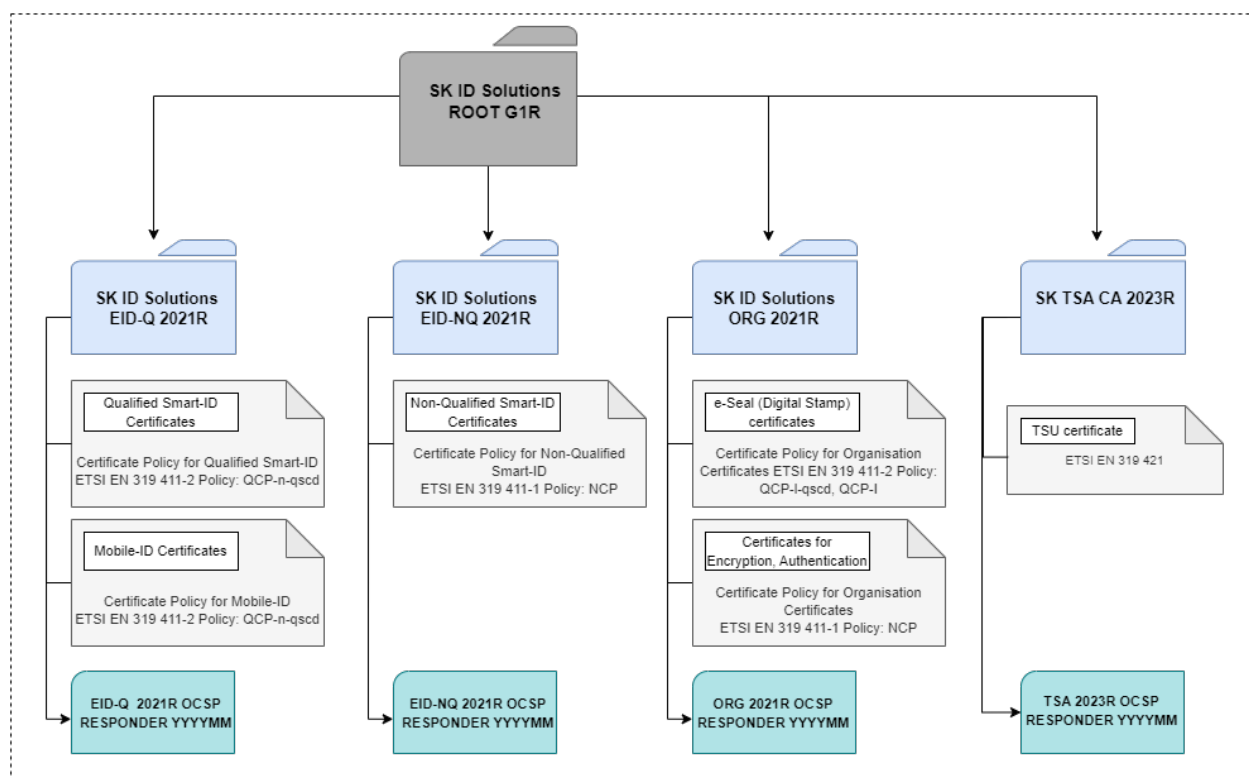 SK ID Solutions
ROOT G1R
SK ID Solutions
EID-Q 2021R
SK ID Solutions
EID-NQ 2021R
SK ID Solutions
ORG 2021R
SK TSA CA 2023R
Qualified Smart-ID
Certificates
Certificate Policy for Qualified Smart-ID
ETSI EN 319 411-2 Policy: QCP-n-qscd
Non-Qualified Smart-ID
Certificates
Certificate Policy for Non-Qualified
Smart-ID
ETSI EN 319 411-1 Policy: NCP
e-Seal (Digital Stamp)
certificates
Certificate Policy for Organisation
Certificates ETSI EN 319 411-2 Policy:
QCP-l-qscd, QCP-l
TSU certificate
ETSI EN 319 421
Mobile-ID Certificates
Certificate Policy for Mobile-ID
ETSI EN 319 411-2 Policy: QCP-n-qscd
Certificates for
Encryption, Authentication
Certificate Policy for Organisation
Certificates
ETSI EN 319 411-1 Policy: NCP
EID-Q 2021R OCSP
RESPONDER YYYYMM
EID-NQ 2021R OCSP
RESPONDER YYYYMM
ORG 2021R OCSP
RESPONDER YYYYMM
TSA 2023R OCSP
RESPONDER YYYYMM